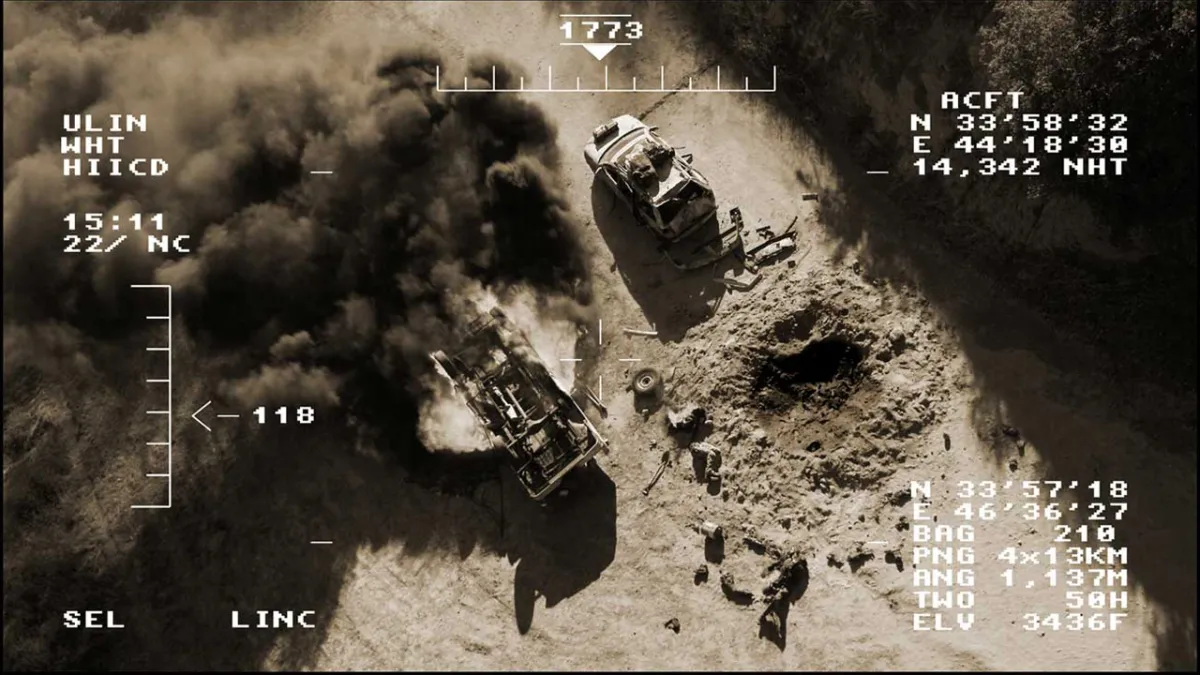 1773
ULIN
WHT
HIICD
15:11
22/ NC
ACFT
N 33'58'32
E 44'18'30
14,342 NHT
118
N 33'57'18
E 46'36'27
BAG 210
PNG 4x13KM
ANG 1,137M
TWO 50H
ELV 3436F
SEL LINC